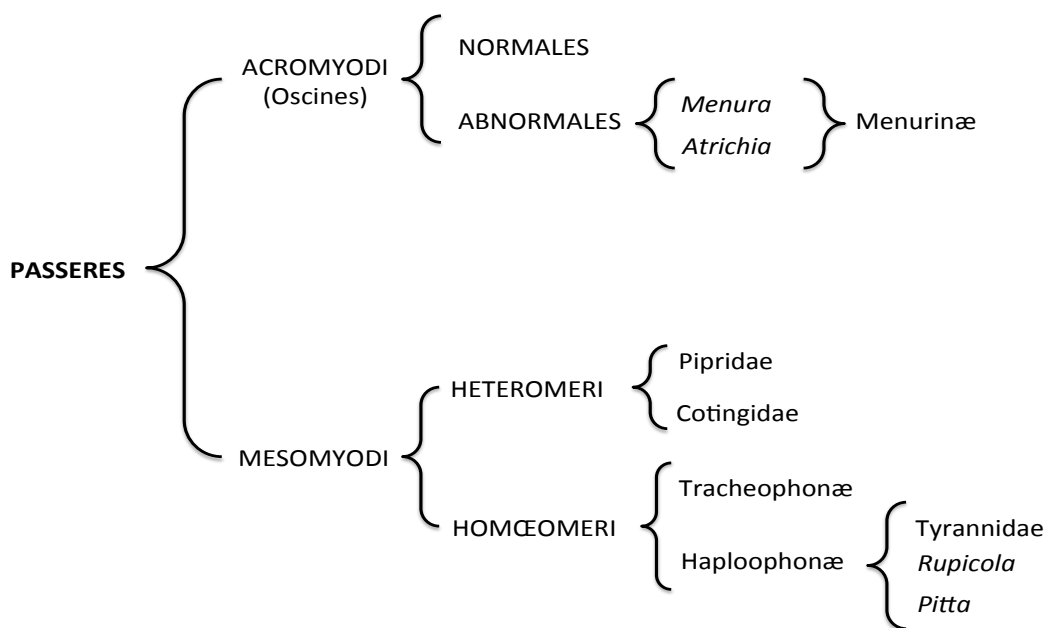 NORMALES
ACROMYODI
(Oscines)
ABNORMALES
Menura
Atrichia
Menurinæ
PASSERES
HETEROMERI
Pipridae
Cotingidae
MESOMYODI
HOMŒOMERI
Tracheophonæ
Haploophonæ
Tyrannidae
Rupicola
Pitta